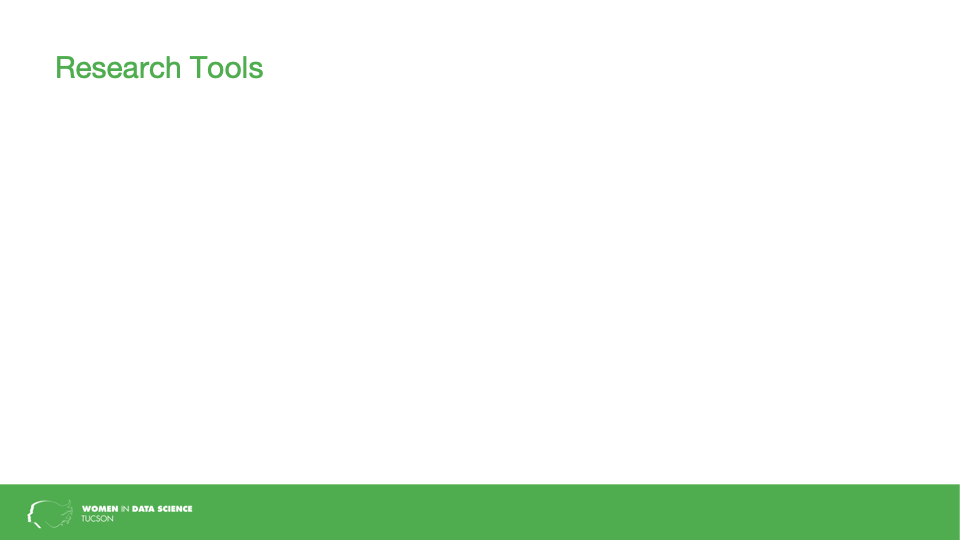 Research Tools
WOMEN IN DATA SCIENCE
TUCSON